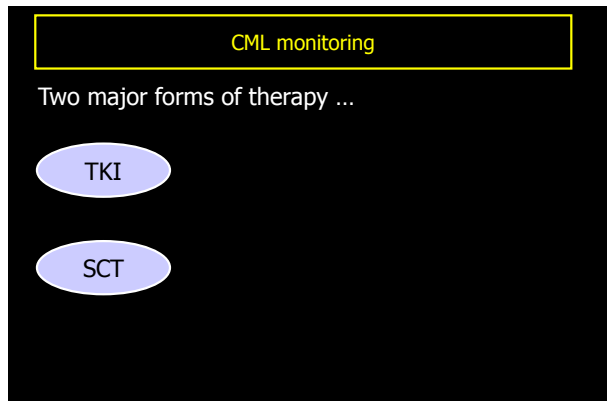 CML monitoring
Two major forms of therapy …
TKI
SCT